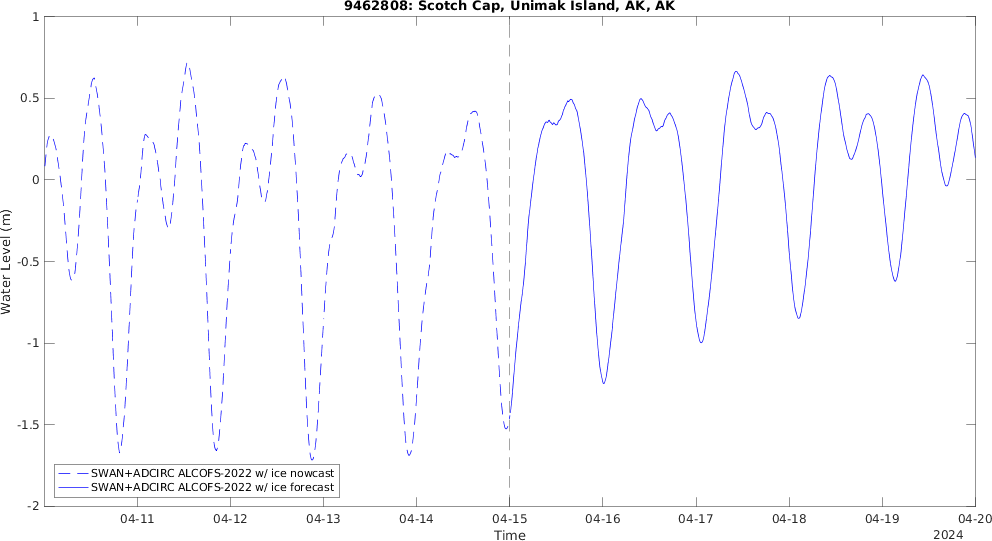 9462808: Scotch Cap, Unimak Island, AK, AK
1
0.5
0
-0.5
-1
-1.5
-2
Water Level (m)
SWAN+ADCIRC ALCOFS-2022 w/ ice nowcast
SWAN+ADCIRC ALCOFS-2022 w/ ice forecast
04-11 04-12 04-13 04-14 04-15 04-16 04-17 04-18 04-19 04-20
Time
2024